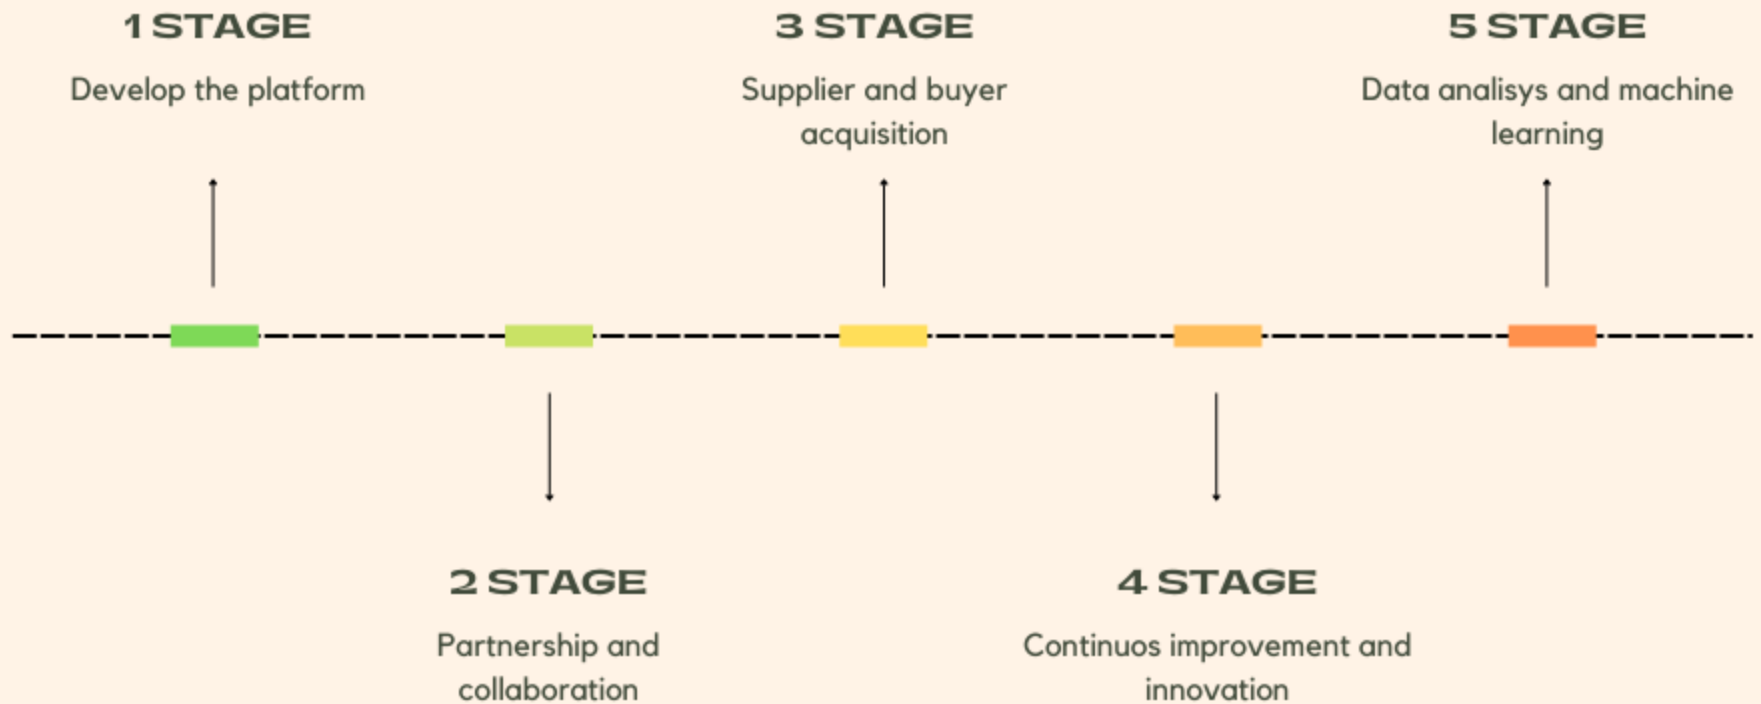 1 STAGE
Develop the platform
2 STAGE
Partnership and
collaboration
3 STAGE
Supplier and buyer
acquisition
4 STAGE
Continuos improvement and
innovation
5 STAGE
Data analisys and machine
learning